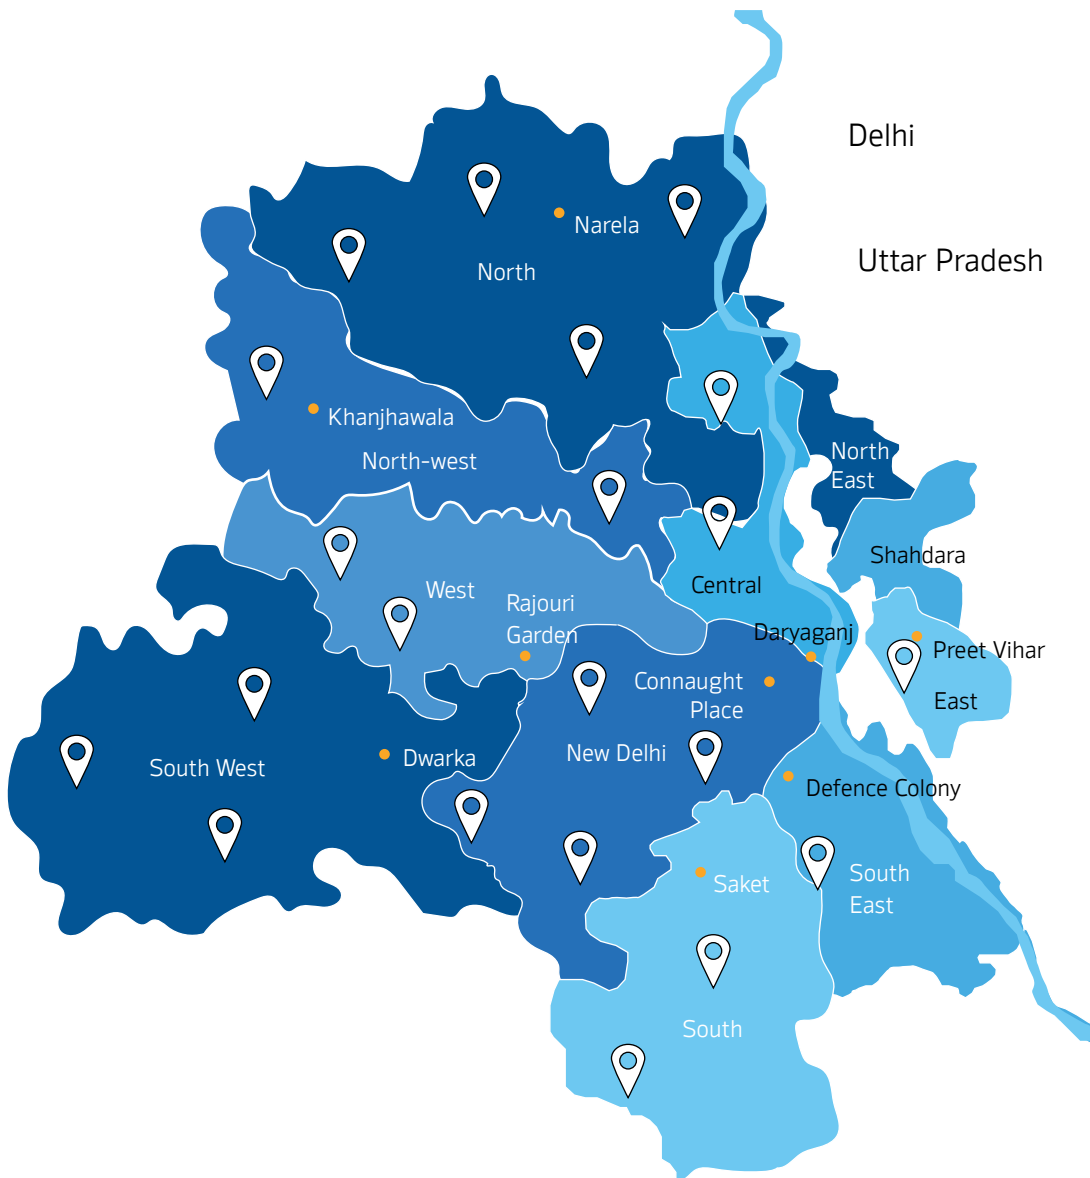 Delhi
Uttar Pradesh
Narela
North
Khanjhawala
North-west
North
East
Shahdara
West
Rajouri
Garden
Central
Daryaganj
Preet Vihar
East
Connaught
Place
New Delhi
South West
Dwarka
Defence Colony
Saket
South
East
South